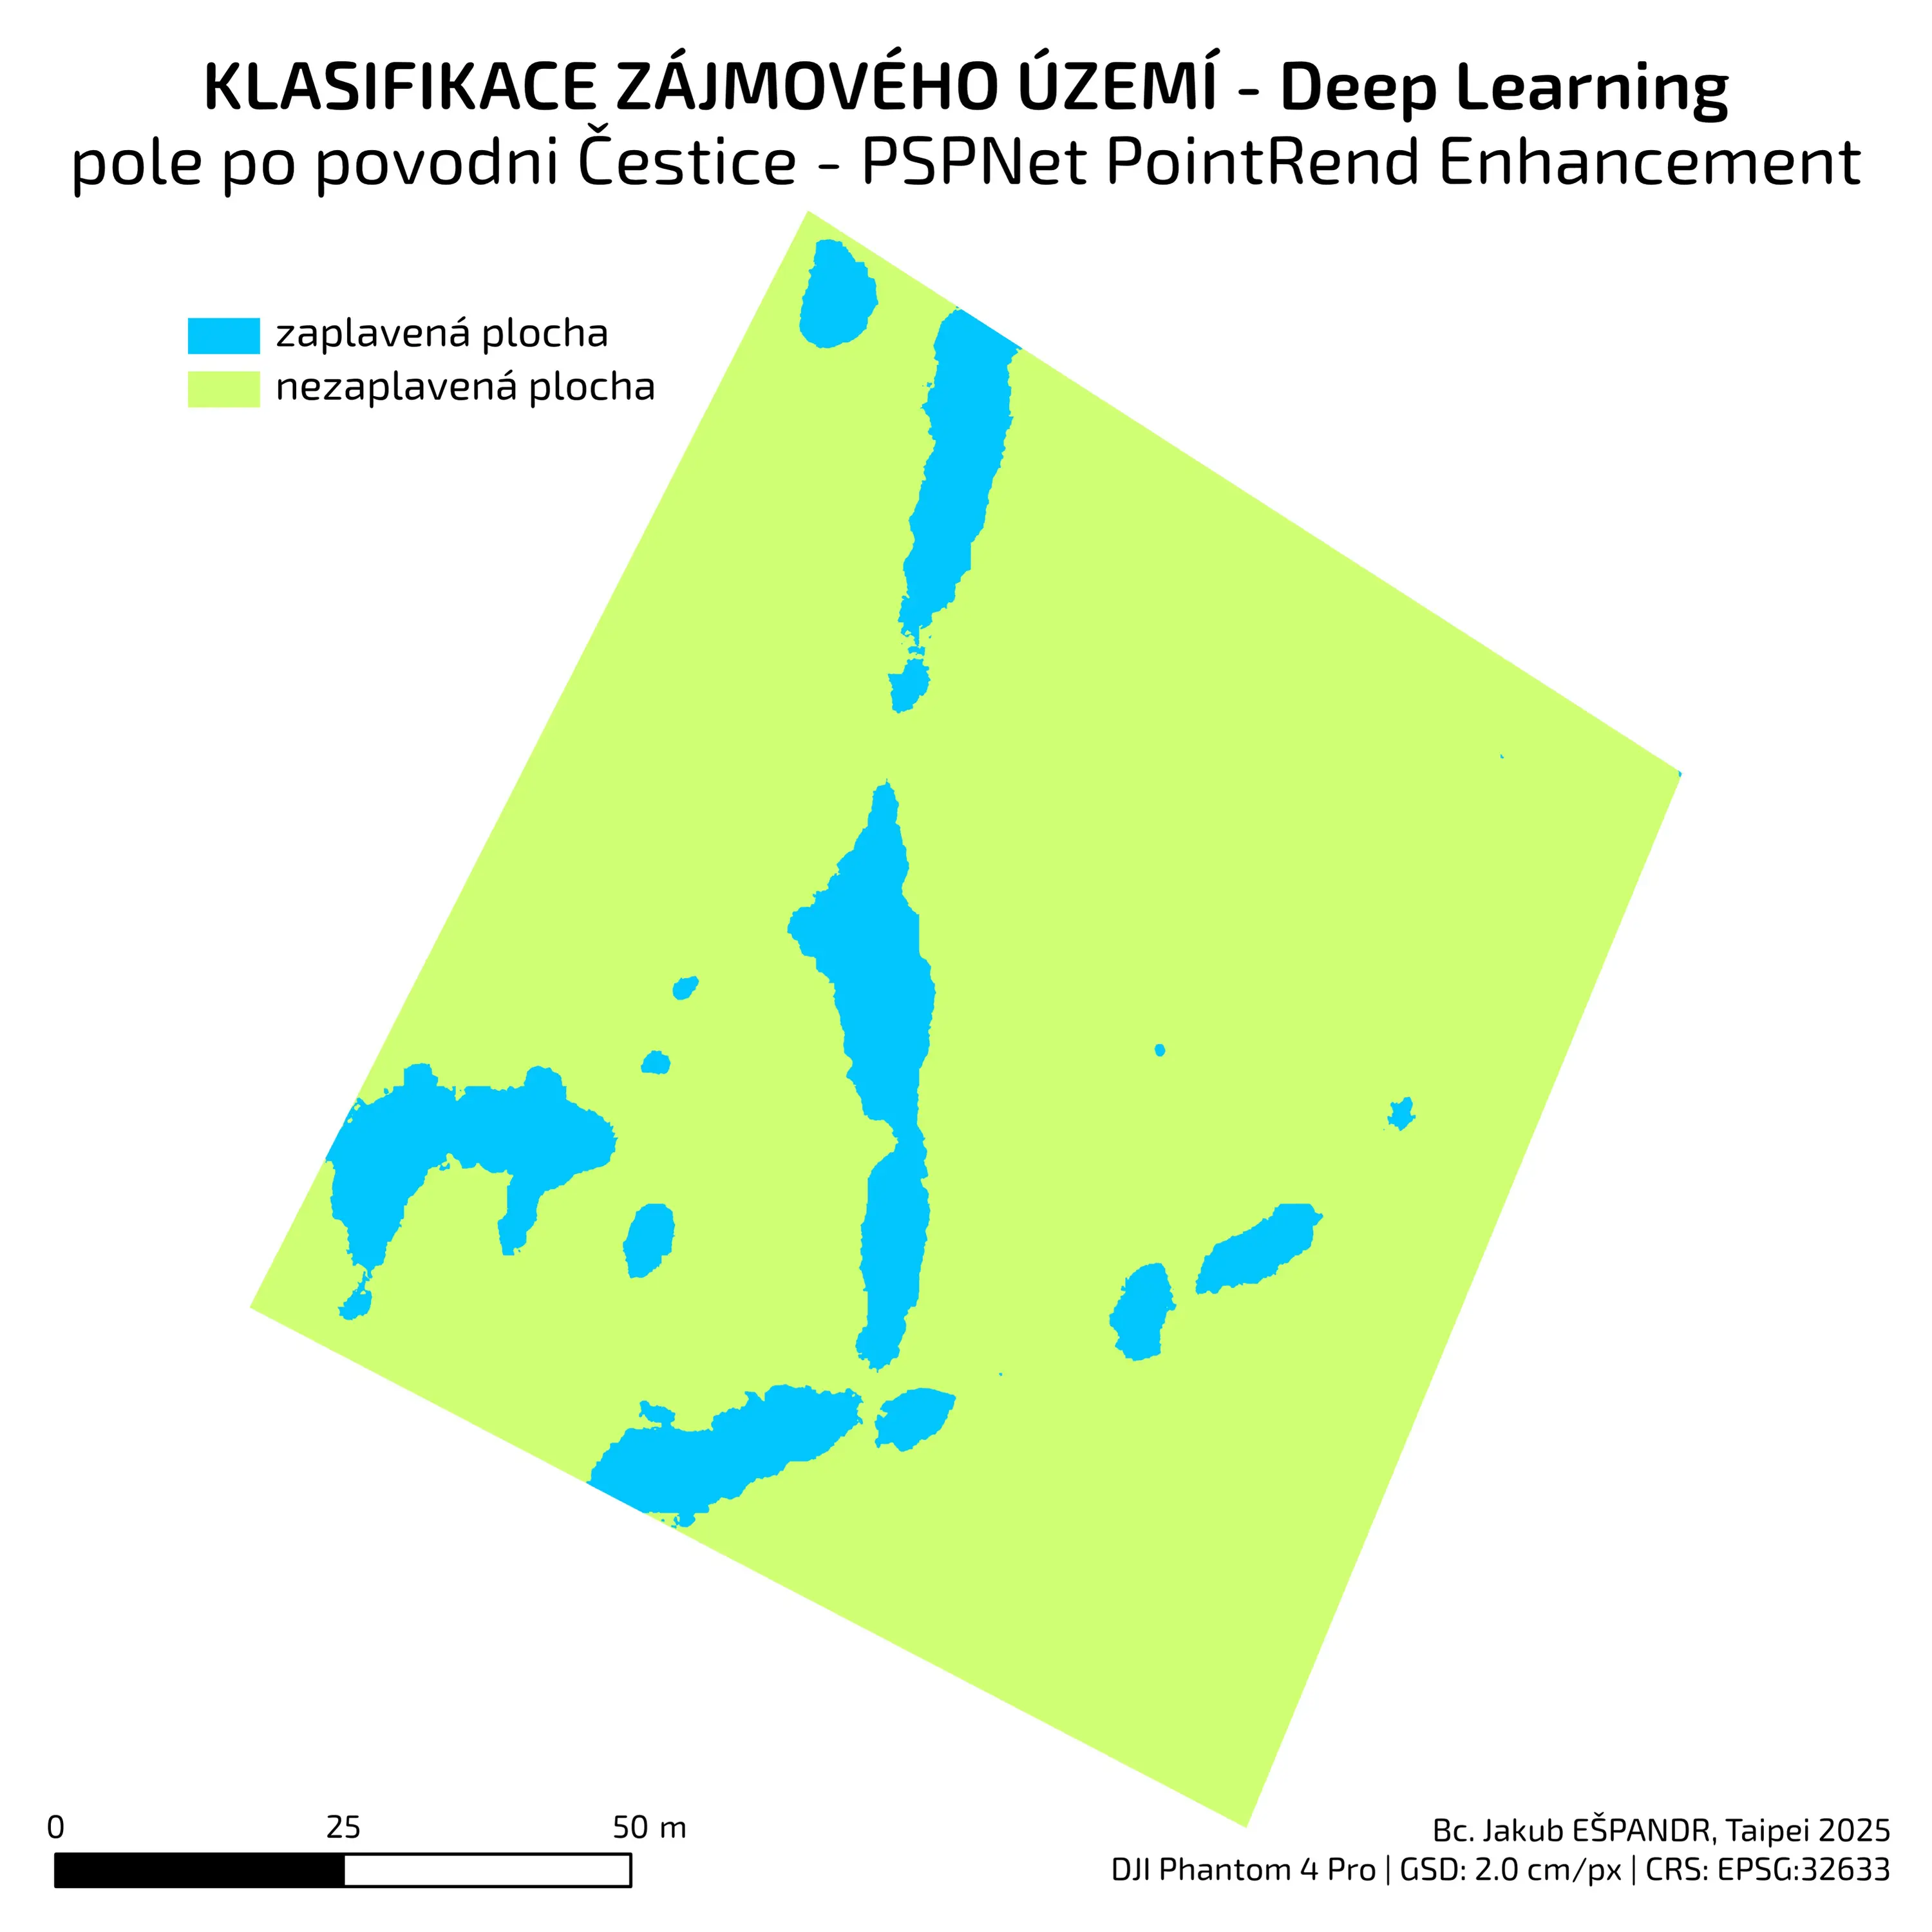 KLASIFIKACE ZÁJMOVÉHO ÚZEMÍ - Deep Learning
pole po povodni Čestice - PSPNet PointRend Enhancement
zaplavená plocha
nezaplavená plocha
0 25 50 m
Bc. Jakub EŠPANDR, Taipei 2025
DJI Phantom 4 Pro | GSD: 2.0 cm/px | CRS: EPSG:32633